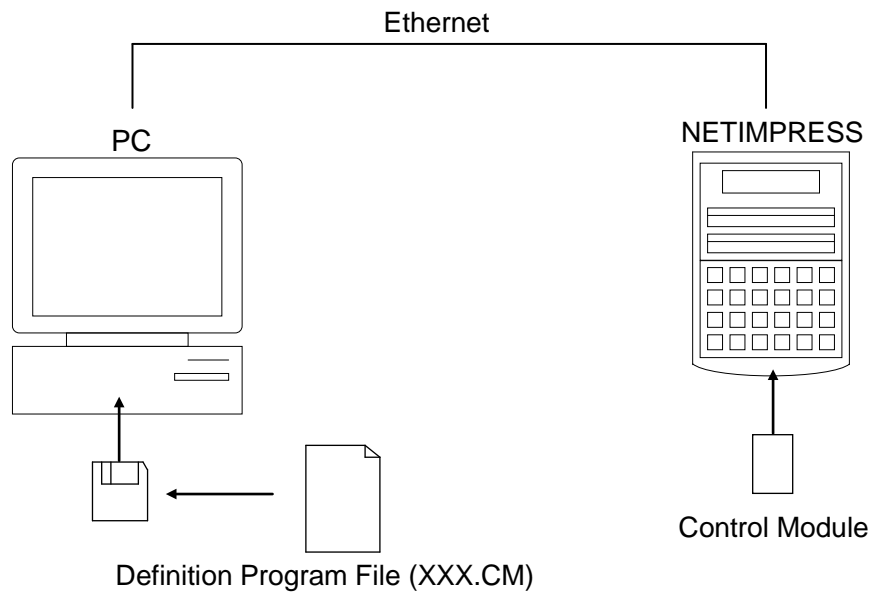 Ethernet
PC
NETIMPRESS
Control Module
Definition Program File (XXX.CM)